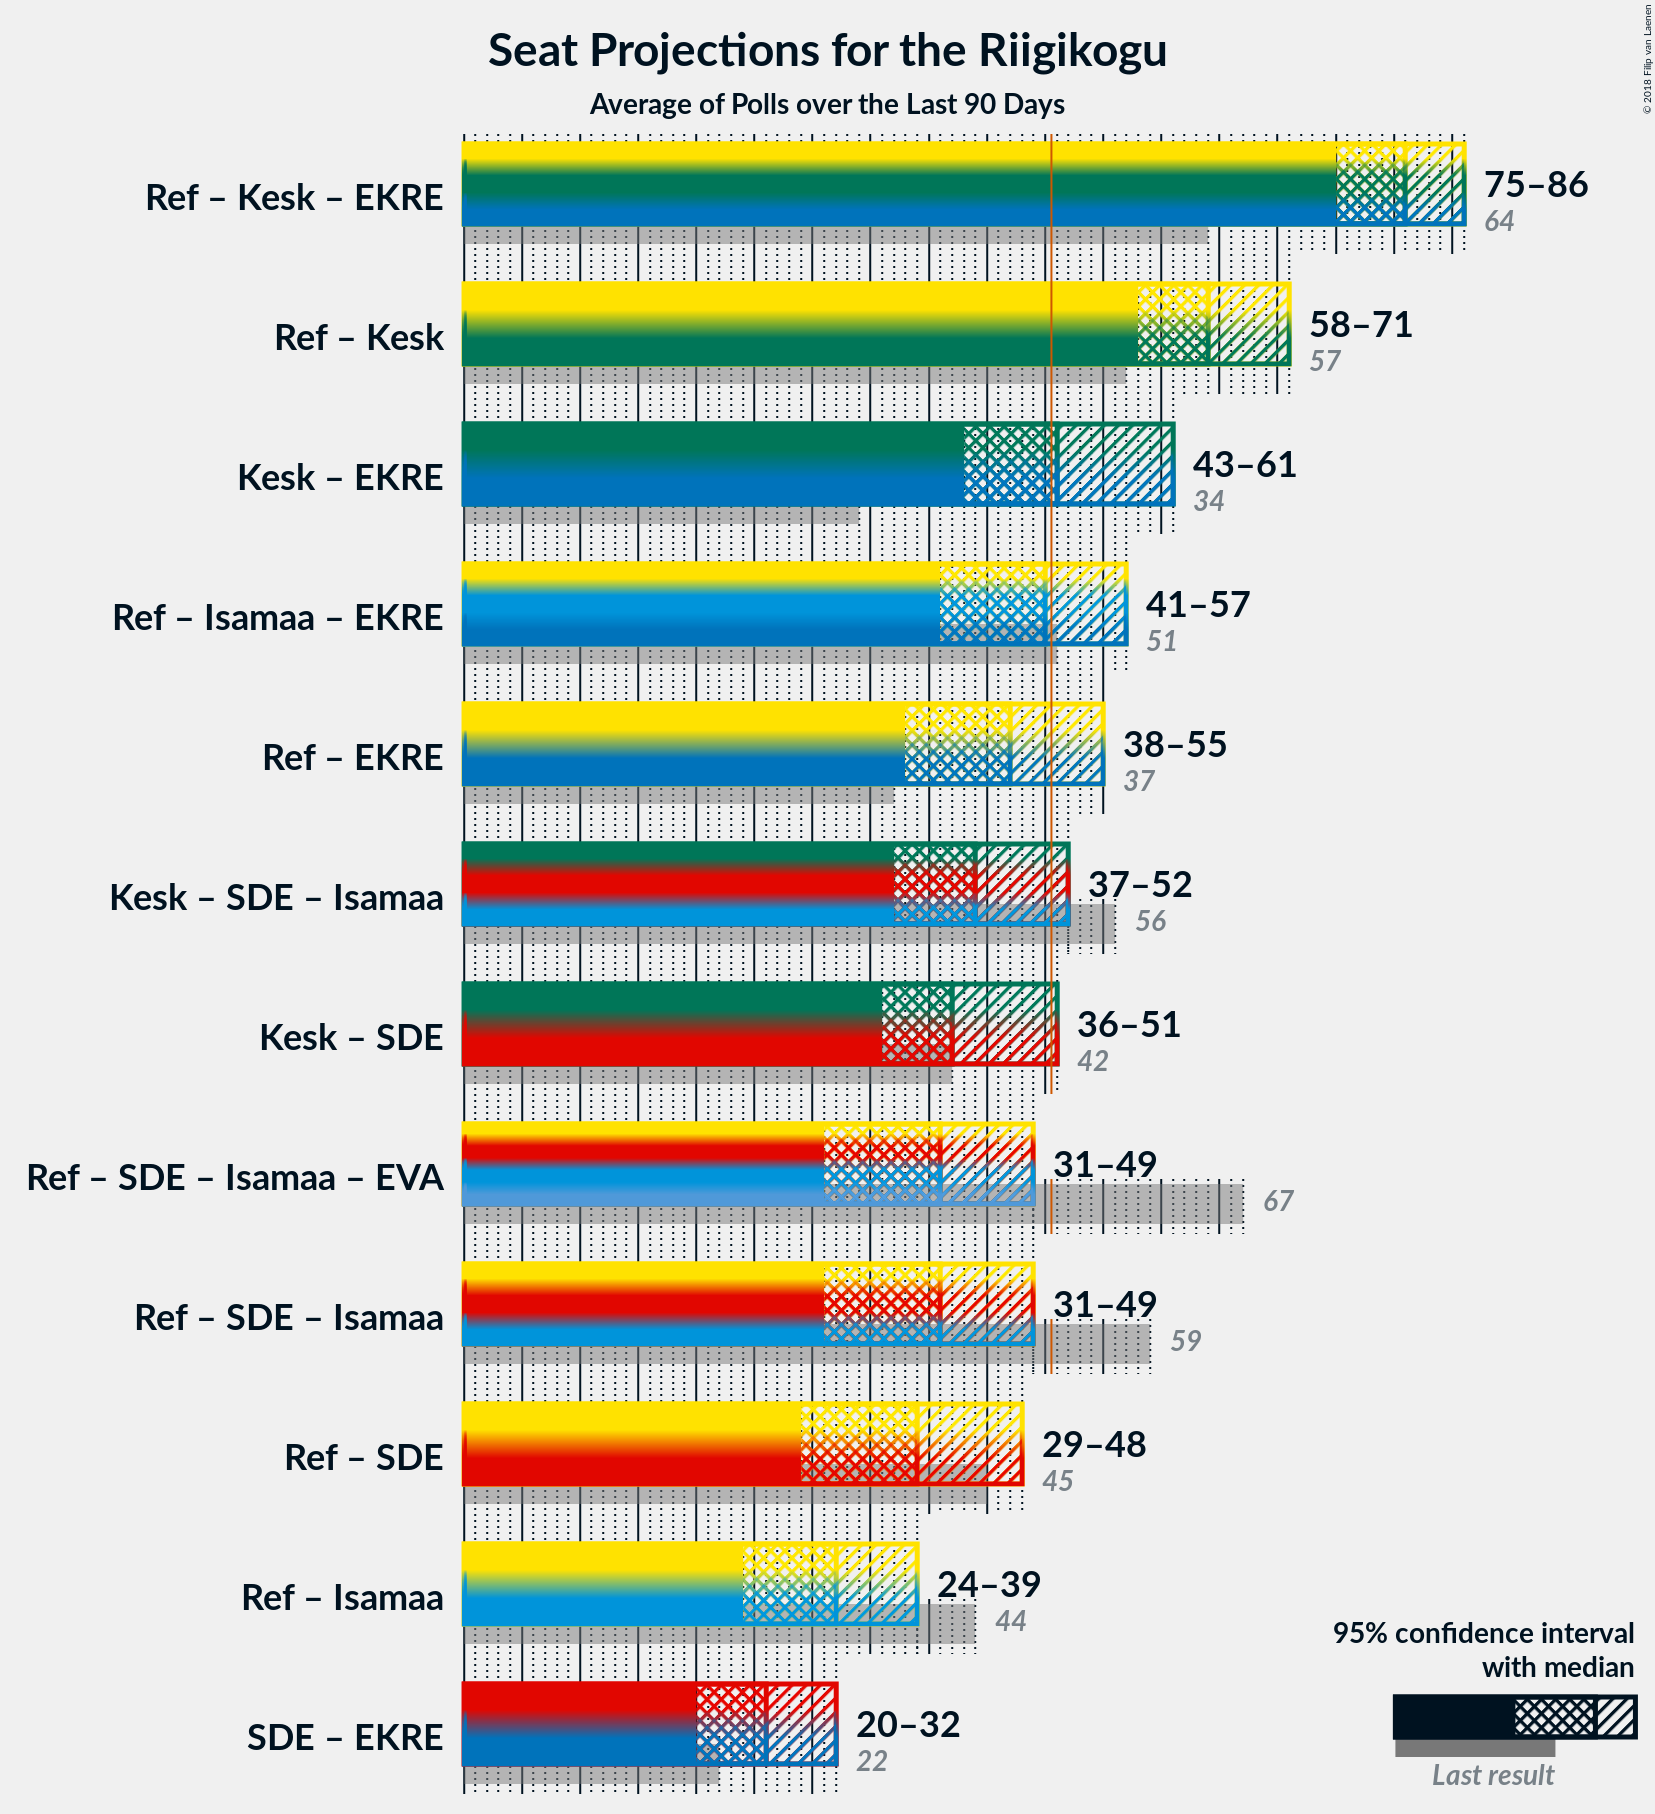 Seat Projections for the Riigikogu
Average of Polls over the Last 90 Days
© 2018 Filip van Laenen
Ref – Kesk – EKRE
75–86
64
Ref – Kesk
58–71
57
Kesk – EKRE
43–61
34
Ref – Isamaa – EKRE
41–57
51
Ref – EKRE
38–55
37
Kesk – SDE – Isamaa
37–52
56
Kesk – SDE
36–51
42
Ref – SDE – Isamaa – EVA
31–49
67
Ref – SDE – Isamaa
31–49
59
Ref – SDE
29–48
45
Ref – Isamaa
24–39
44
SDE – EKRE
20–32
22
95% confidence interval
with median
Last result